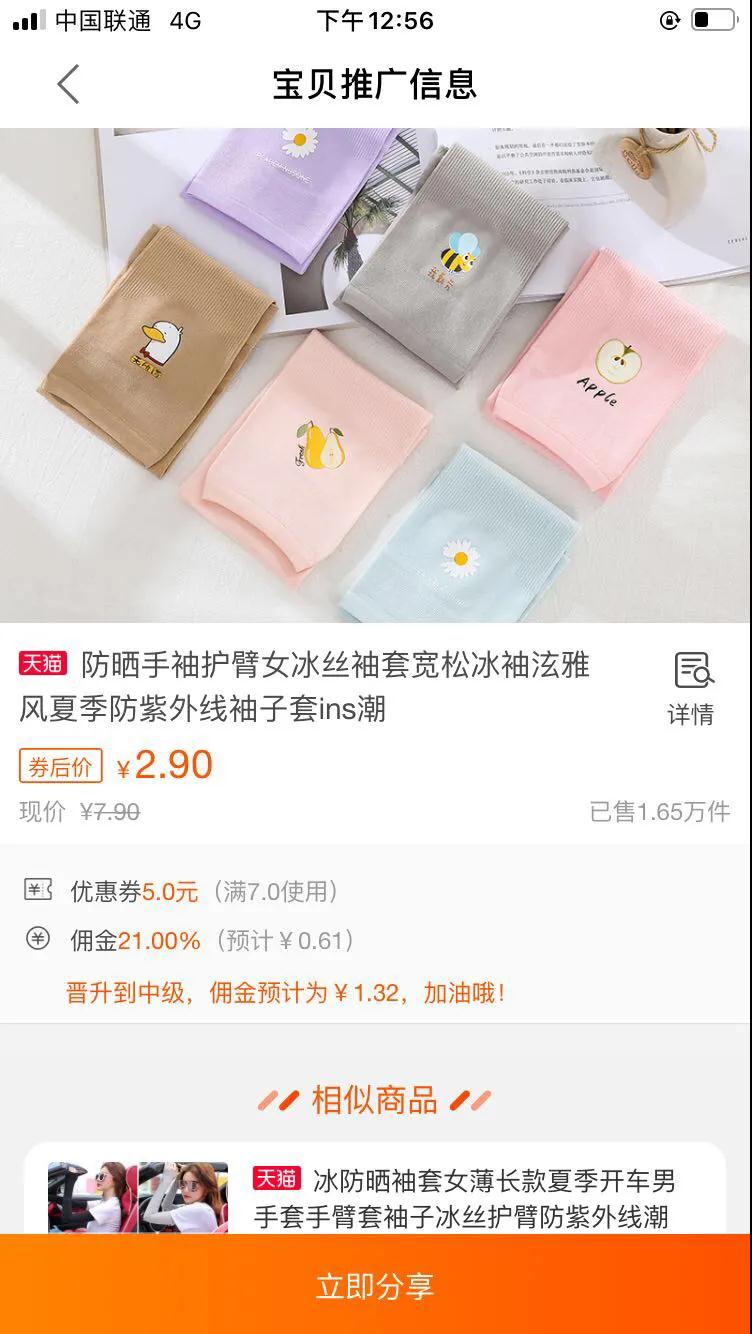 中国联通 4G 下午12:56
宝贝推广信息
Apple
Fresh
天猫 防晒手袖护臂女冰丝袖套宽松冰袖泫雅
风夏季防紫外线袖子套ins潮
详情
券后价 ¥2.90
现价 ¥7.90 已售1.65万件
优惠券5.0元（满7.0使用）
佣金21.00%（预计¥0.61）
晋升到中级，佣金预计为¥1.32，加油哦！
相似商品
天猫 冰防晒袖套女薄长款夏季开车男
手套手臂套袖子冰丝护臂防紫外线潮
立即分享